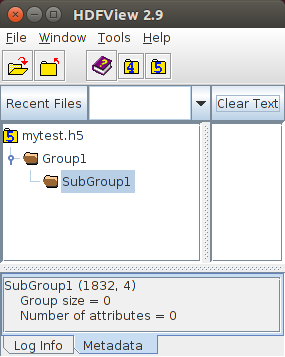 HDFView 2.9
File Window Tools Help
4 5
Recent Files Clear Text
5 mytest.h5
Group1
SubGroup1
SubGroup1 (1832, 4)
Group size = 0
Number of attributes = 0
Log Info Metadata